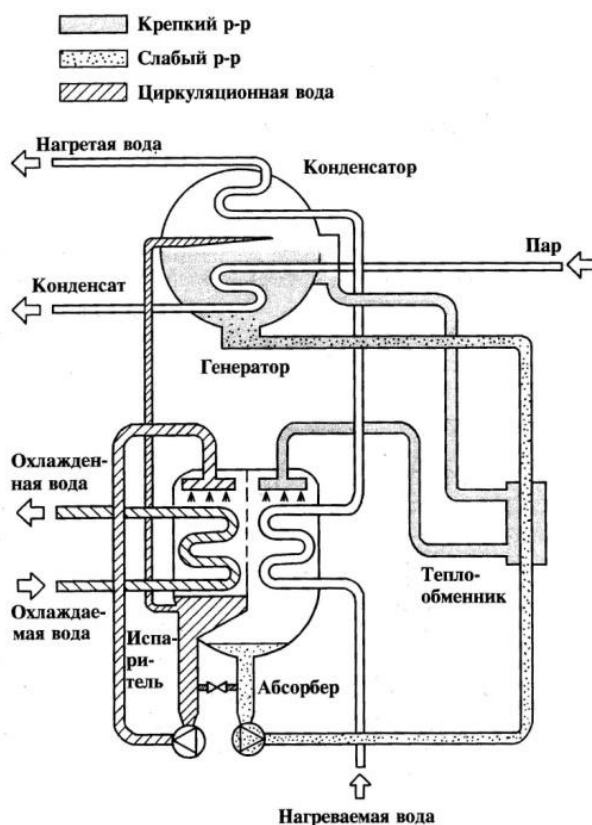 Крепкий р-р
Слабый р-р
Циркуляционная вода
Нагретая вода
Конденсатор
Пар
Конденсат
Генератор
Охлажден-
ная вода
Охлаждае-
мая вода
Тепло-
обменник
Испа-
ри-
тель
Абсорбер
Нагреваемая вода